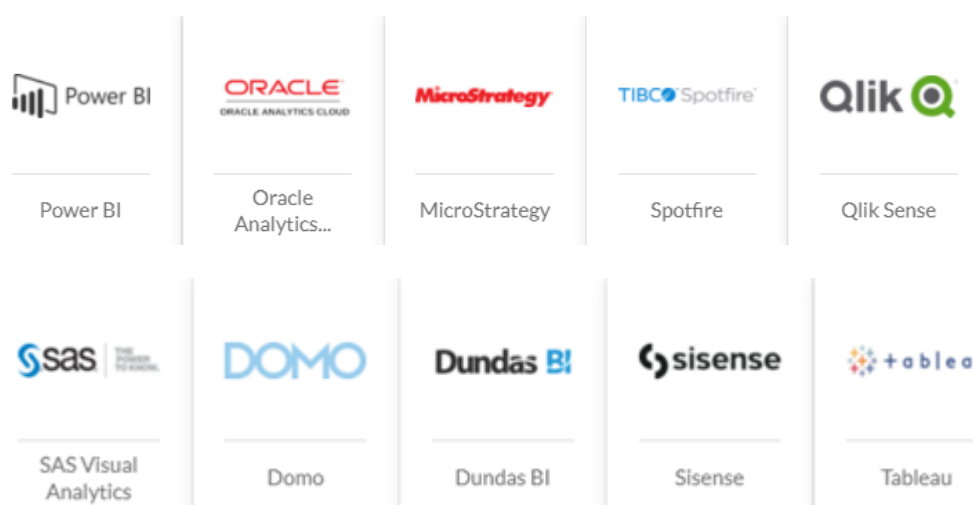 Power BI
ORACLE
ORACLE ANALYTICS CLOUD
MicroStrategy
TIBCO Spotfire
Qlik
Power BI
Oracle
Analytics...
MicroStrategy
Spotfire
Qlik Sense
sas
THE
POWER
TO KNOW.
DOMO
Dundas BI
sisense
+ablea
SAS Visual
Analytics
Domo
Dundas BI
Sisense
Tableau